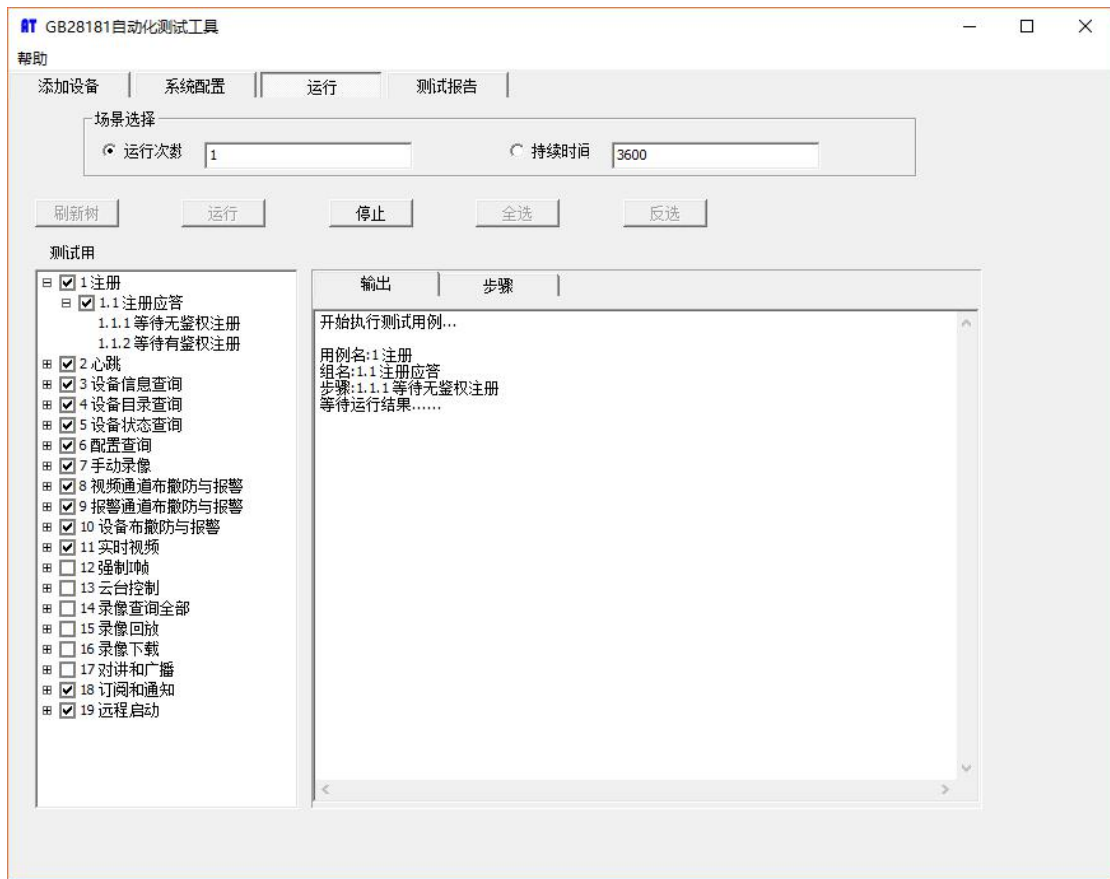 AT GB28181自动化测试工具
帮助
添加设备 系统配置 运行 测试报告
场景选择
运行次数 1 持续时间 3600
刷新树 运行 停止 全选 反选
测试用
1 注册
1.1 注册应答
1.1.1 等待无鉴权注册
1.1.2 等待有鉴权注册
2 心跳
3 设备信息查询
4 设备目录查询
5 设备状态查询
6 配置查询
7 手动录像
8 视频通道布撤防与报警
9 报警通道布撤防与报警
10 设备布撤防与报警
11 实时视频
12 强制I帧
13 云台控制
14 录像查询全部
15 录像回放
16 录像下载
17 对讲和广播
18 订阅和通知
19 远程启动
输出 步骤
开始执行测试用例...
用例名:1 注册
组名:1.1 注册应答
步骤:1.1.1 等待无鉴权注册
等待运行结果......